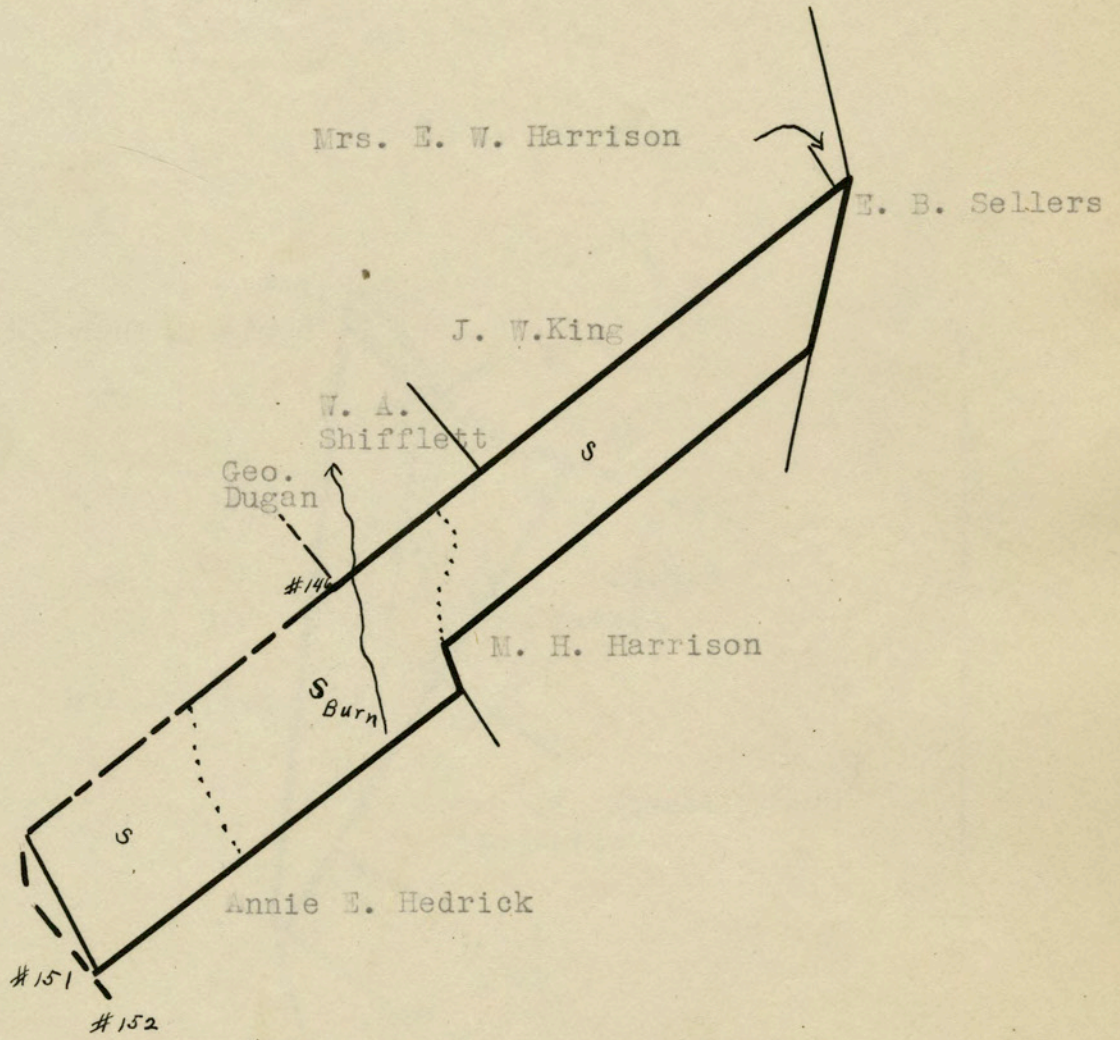 Mrs. E. W. Harrison
E. B. Sellers
J. W.King
W. A.
Shifflett
S
Geo.
Dugan
#146
M. H. Harrison
S
Burn
S
Annie E. Hedrick
#151
#152